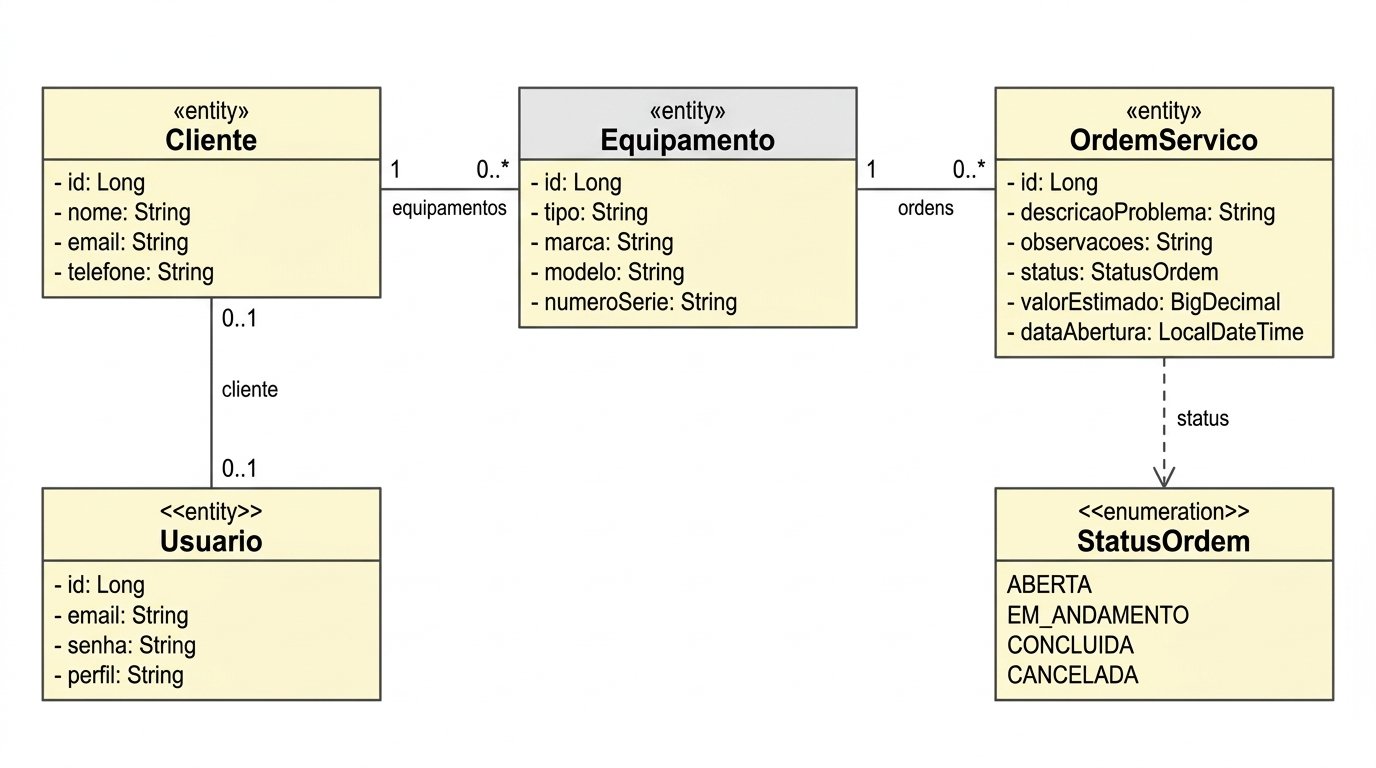 «entity»
Cliente
- id: Long
- nome: String
- email: String
- telefone: String
1
0..*
equipamentos
«entity»
Equipamento
- id: Long
- tipo: String
- marca: String
- modelo: String
- numeroSerie: String
1
0..*
ordens
«entity»
OrdemServico
- id: Long
- descricaoProblema: String
- observacoes: String
- status: StatusOrdem
- valorEstimado: BigDecimal
- dataAbertura: LocalDateTime
0..1
cliente
0..1
status
<<entity>>
Usuario
- id: Long
- email: String
- senha: String
- perfil: String
<<enumeration>>
StatusOrdem
ABERTA
EM_ANDAMENTO
CONCLUIDA
CANCELADA